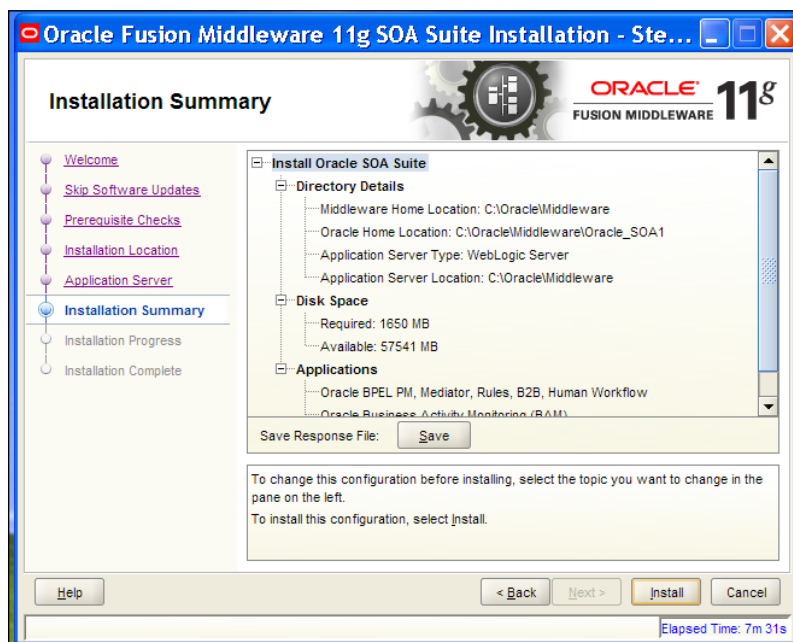 Oracle Fusion Middleware 11g SOA Suite Installation - Ste...
Installation Summary
ORACLE
FUSION MIDDLEWARE
11g
Welcome
Skip Software Updates
Prerequisite Checks
Installation Location
Application Server
Installation Summary
Installation Progress
Installation Complete
Install Oracle SOA Suite
Directory Details
Middleware Home Location: C:\Oracle\Middleware
Oracle Home Location: C:\Oracle\Middleware\Oracle_SOA1
Application Server Type: WebLogic Server
Application Server Location: C:\Oracle\Middleware
Disk Space
Required: 1650 MB
Available: 57541 MB
Applications
Oracle BPEL PM, Mediator, Rules, B2B, Human Workflow
Oracle Business Activity Monitoring (BAM)
Save Response File:
Save
To change this configuration before installing, select the topic you want to change in the
pane on the left.
To install this configuration, select Install.
Help
< Back
Next >
Install
Cancel
Elapsed Time: 7m 31s